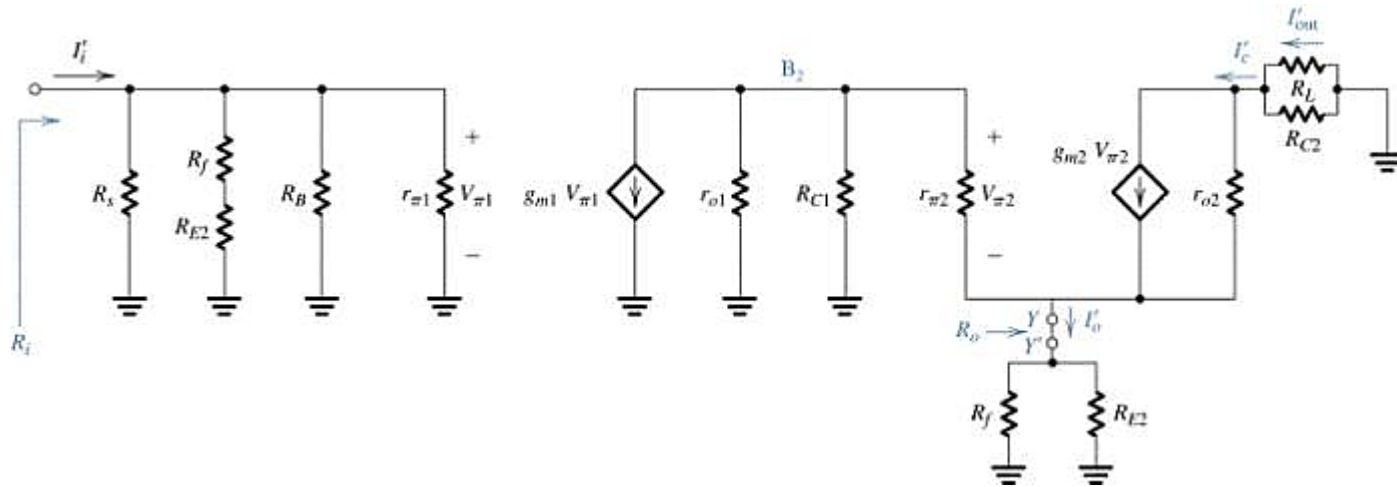 I'i
I'out
I'c
B₂
RL
RC2
Rs
Rf
RE2
RB
rπ1
+
Vπ1
−
gm1 Vπ1
ro1
RC1
rπ2
+
Vπ2
−
gm2 Vπ2
ro2
Ri
Ro
Y
Y'
I'o
Rf
RE2